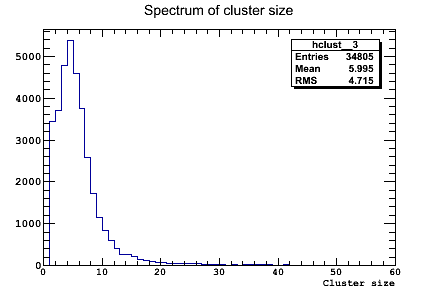 Spectrum of cluster size
hclust__3
Entries 34805
Mean 5.995
RMS 4.715
5000
4000
3000
2000
1000
0
0 10 20 30 40 50 60
Cluster size